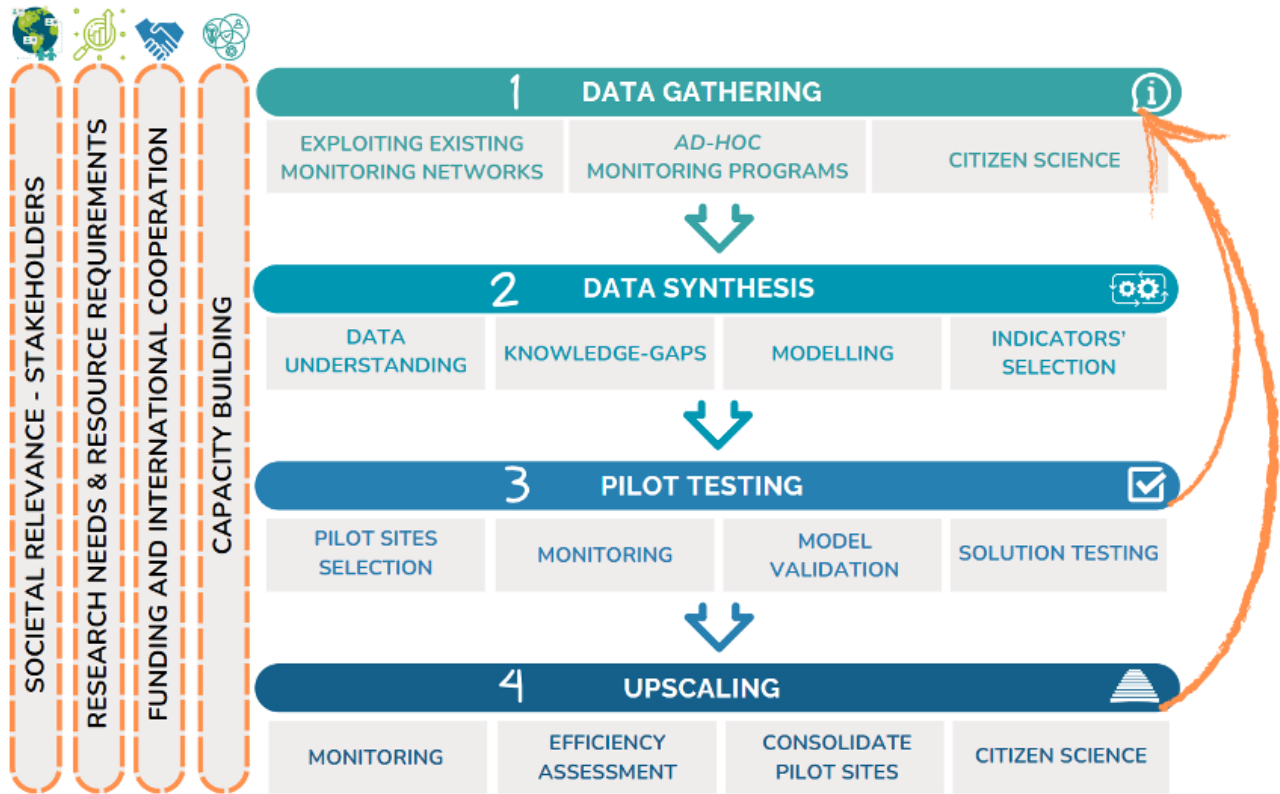 SOCIETAL RELEVANCE - STAKEHOLDERS
RESEARCH NEEDS & RESOURCE REQUIREMENTS
FUNDING AND INTERNATIONAL COOPERATION
CAPACITY BUILDING
1 DATA GATHERING
EXPLOITING EXISTING
MONITORING NETWORKS
AD-HOC
MONITORING PROGRAMS
CITIZEN SCIENCE
2 DATA SYNTHESIS
DATA
UNDERSTANDING
KNOWLEDGE-GAPS
MODELLING
INDICATORS'
SELECTION
3 PILOT TESTING
PILOT SITES
SELECTION
MONITORING
MODEL
VALIDATION
SOLUTION TESTING
4 UPSCALING
MONITORING
EFFICIENCY
ASSESSMENT
CONSOLIDATE
PILOT SITES
CITIZEN SCIENCE